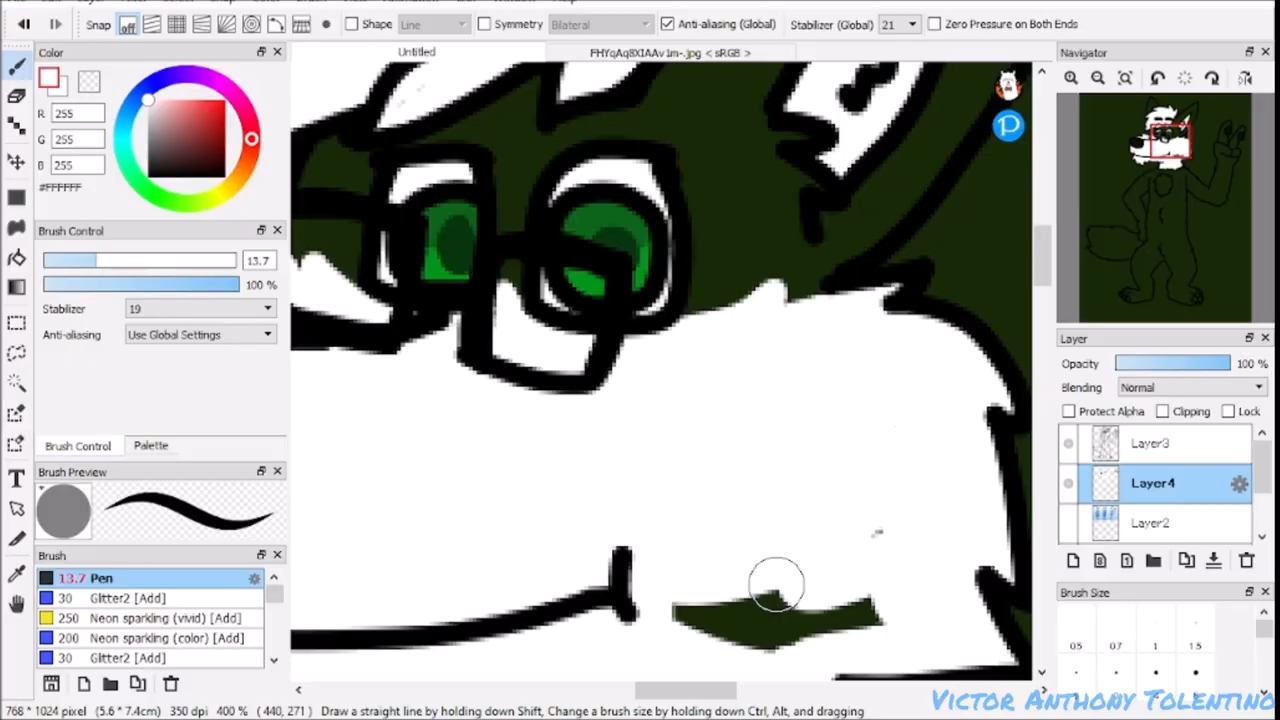 Snap off Shape Line Symmetry Bilateral Anti-aliasing (Global) Stabilizer (Global) 21 Zero Pressure on Both Ends
Color
Untitled
FHYqAq8XIAAv1m-.jpg < sRGB >
Navigator
R 255
G 255
B 255
#FFFFFF
Brush Control
13.7
100 %
Stabilizer 19
Anti-aliasing Use Global Settings
Brush Control Palette
Brush Preview
Brush
13.7 Pen
30 Glitter2 [Add]
250 Neon sparkling (vivid) [Add]
200 Neon sparkling (color) [Add]
30 Glitter2 [Add]
Layer
Opacity 100 %
Blending Normal
Protect Alpha Clipping Lock
Layer3
Layer4
Layer2
Brush Size
05 07 1 15
768 * 1024 pixel (5.6 * 7.4cm) 350 dpi 400 % ( 440, 271 ) Draw a straight line by holding down Shift, Change a brush size by holding down Ctrl, Alt, and dragging
Victor Anthony Tolentino